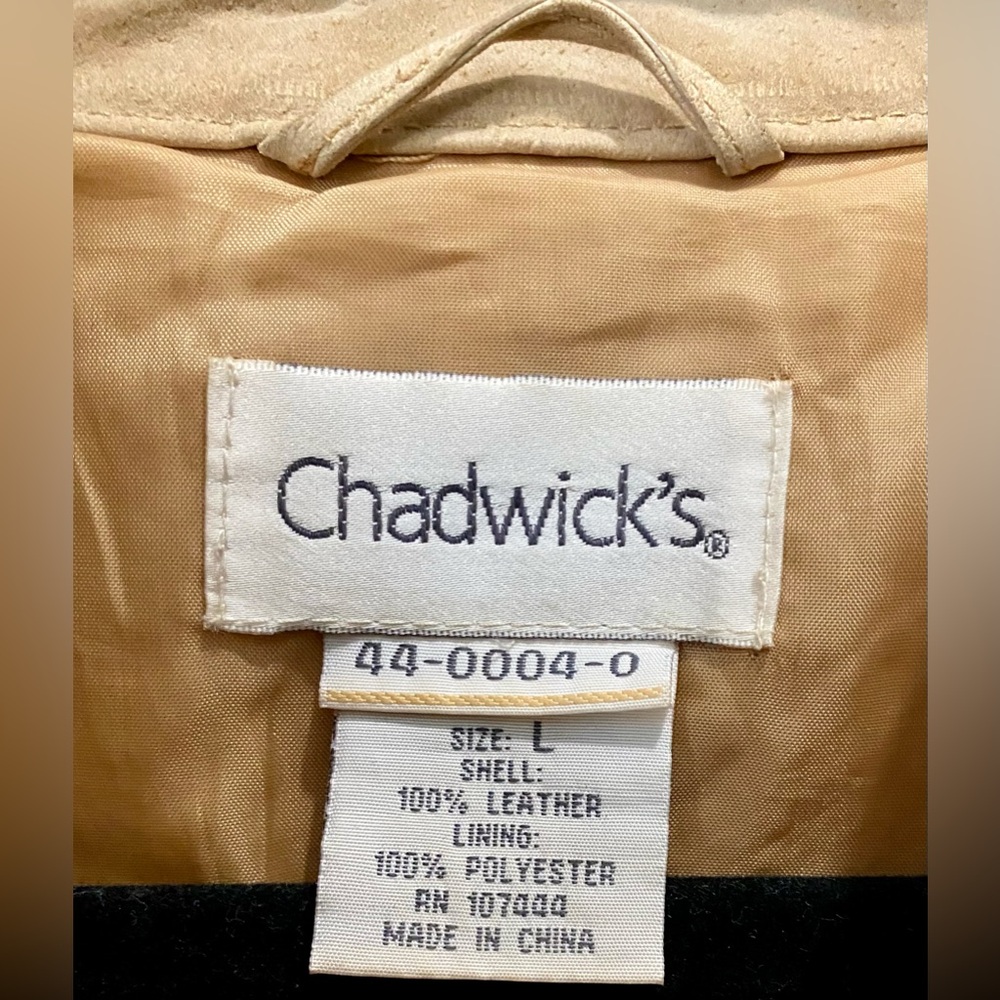 Chadwick's®
44-0004-0
SIZE: L
SHELL:
100% LEATHER
LINING:
100% POLYESTER
RN 107444
MADE IN CHINA